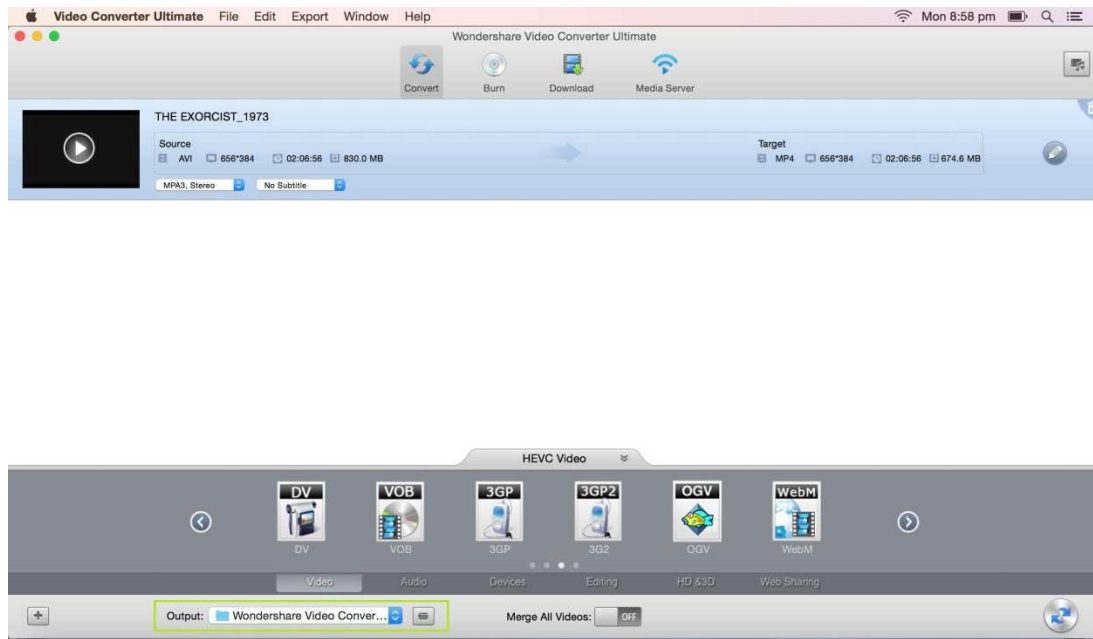 Video Converter Ultimate File Edit Export Window Help Mon 8:58 pm
Wondershare Video Converter Ultimate
Convert Burn Download Media Server
THE EXORCIST_1973
Source Target
AVI 656*384 02:06:56 830.0 MB MP4 656*384 02:06:56 674.6 MB
MPA3, Stereo No Subtitle
HEVC Video
DV VOB 3GP 3GP2 OGV WebM
DV VOB 3GP 3G2 OGV WebM
Video Audio Devices Editing HD &3D Web Sharing
Output: Wondershare Video Conver... Merge All Videos: OFF